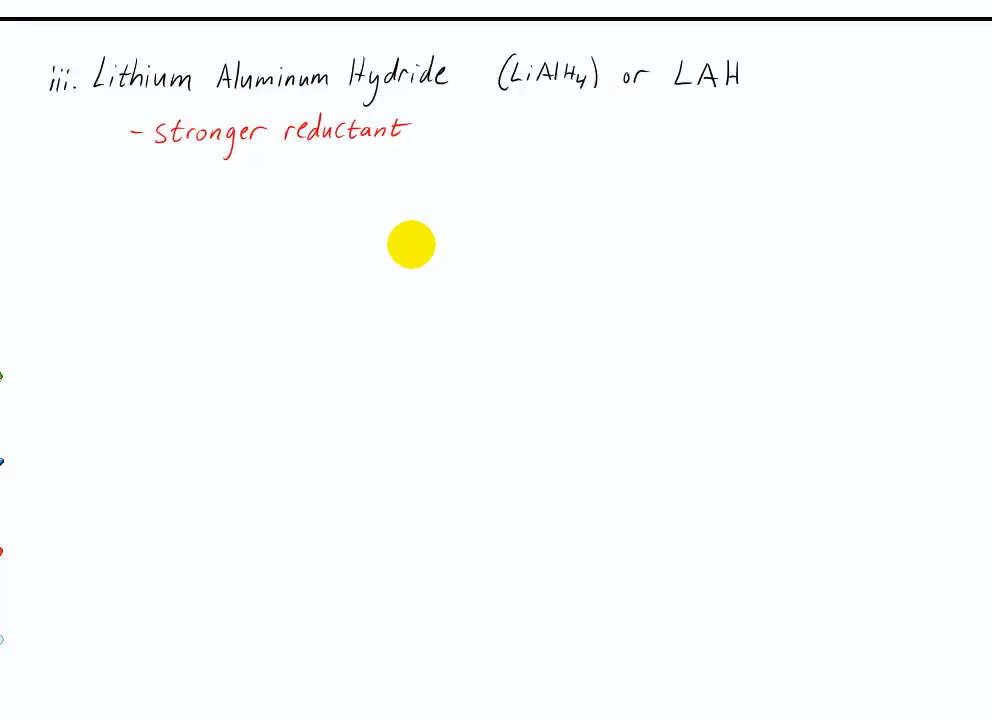 iii. Lithium Aluminum Hydride (LiAlH₄) or LAH
- stronger reductant